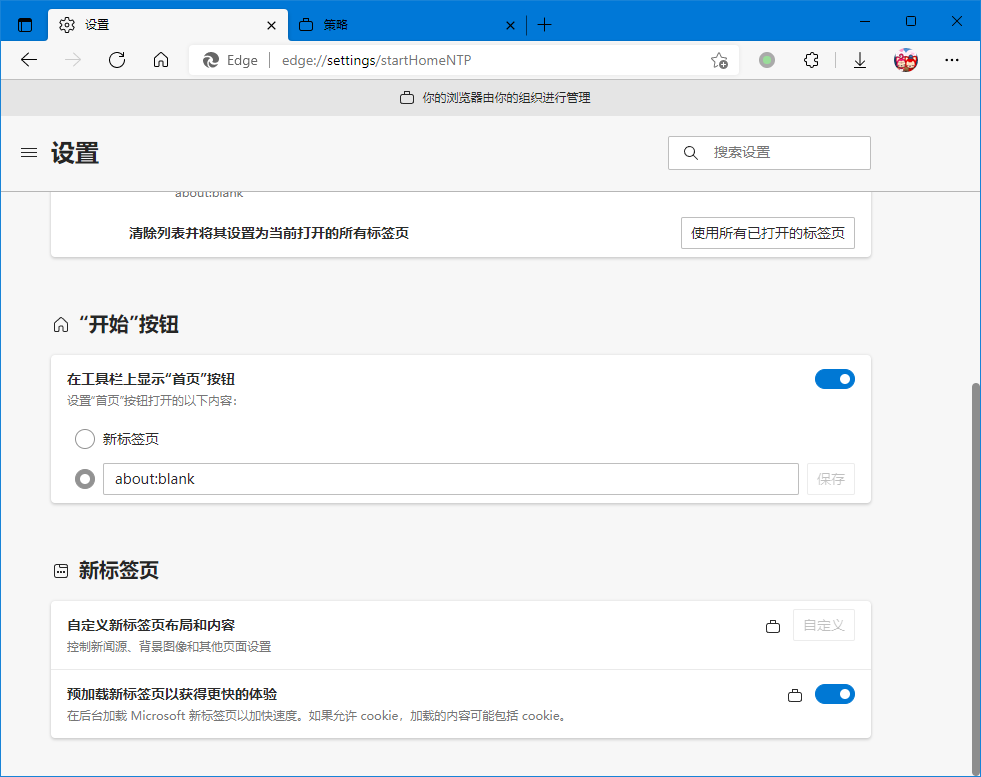 设置
策略
Edge
edge://settings/startHomeNTP
你的浏览器由你的组织进行管理
设置
搜索设置
about:blank
清除列表并将其设置为当前打开的所有标签页
使用所有已打开的标签页
“开始”按钮
在工具栏上显示“首页”按钮
设置“首页”按钮打开的以下内容:
新标签页
about:blank
保存
新标签页
自定义新标签页布局和内容
自定义
控制新闻源、背景图像和其他页面设置
预加载新标签页以获得更快的体验
在后台加载 Microsoft 新标签页以加快速度。如果允许 cookie，加载的内容可能包括 cookie。